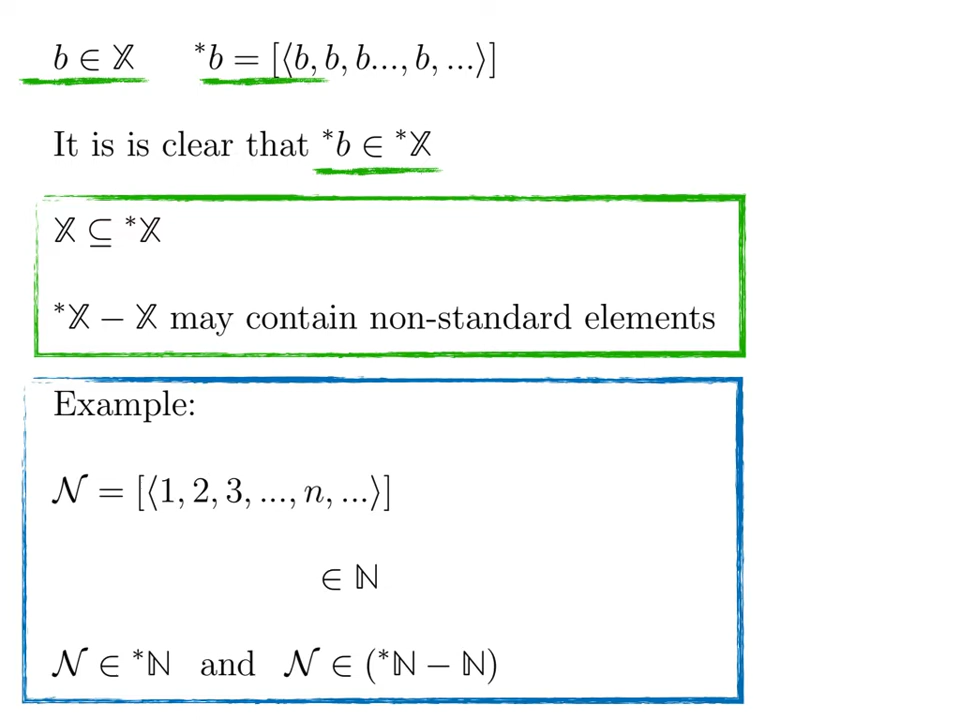 b ∈ 𝕏 *b = [⟨b, b, b..., b, ...⟩]
It is is clear that *b ∈ *𝕏
𝕏 ⊆ *𝕏
*𝕏 − 𝕏 may contain non-standard elements
Example:
𝒩 = [⟨1, 2, 3, ..., n, ...⟩]
∈ ℕ
𝒩 ∈ *ℕ and 𝒩 ∈ (*ℕ − ℕ)